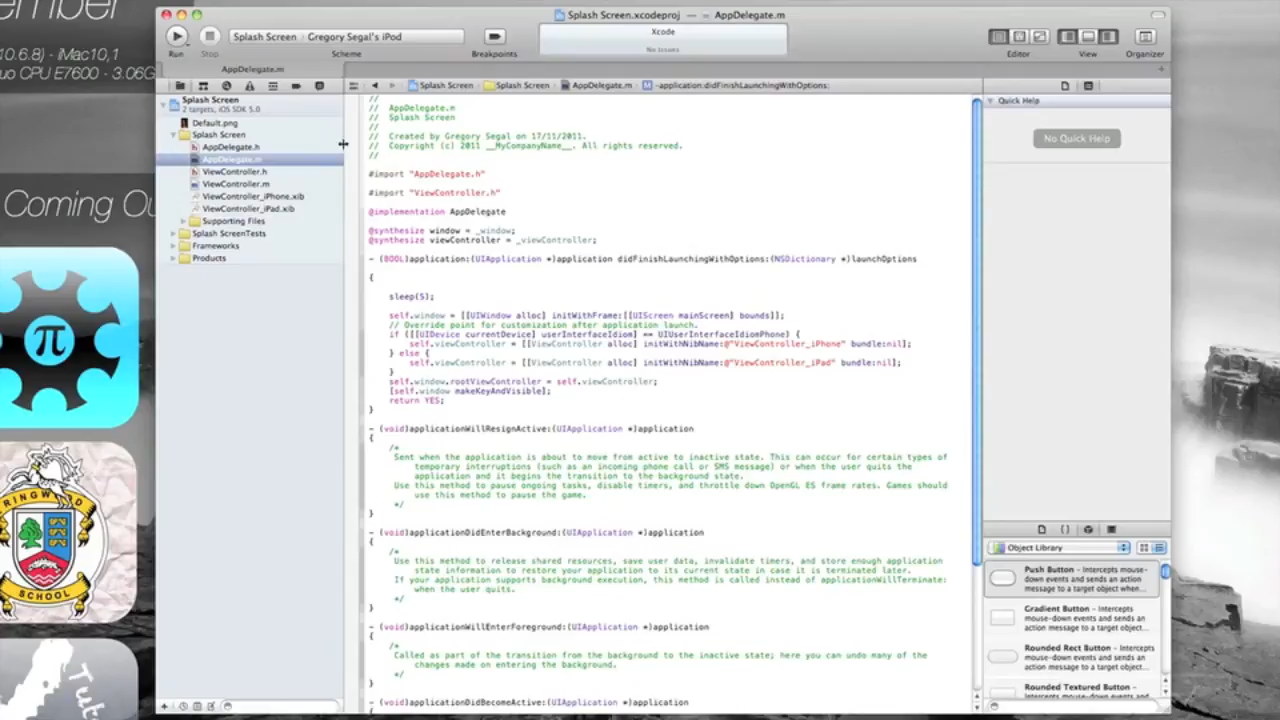 ember
10.6.8) - iMac10,1
uo CPU E7600 - 3.06G
Coming Ou
π
RINGWOOD
SCHOOL
Tut
Splash Screen.xcodeproj — AppDelegate.m
Run
Stop
Splash Screen Gregory Segal's iPod
Scheme
Breakpoints
Xcode
No Issues
Editor
View
Organizer
AppDelegate.m
Splash Screen
2 targets, iOS SDK 5.0
Default.png
Splash Screen
AppDelegate.h
AppDelegate.m
ViewController.h
ViewController.m
ViewController_iPhone.xib
ViewController_iPad.xib
Supporting Files
Splash ScreenTests
Frameworks
Products
Splash Screen Splash Screen AppDelegate.m -application:didFinishLaunchingWithOptions:
//
// AppDelegate.m
// Splash Screen
//
// Created by Gregory Segal on 17/11/2011.
// Copyright (c) 2011 __MyCompanyName__. All rights reserved.
//
#import "AppDelegate.h"
#import "ViewController.h"
@implementation AppDelegate
@synthesize window = _window;
@synthesize viewController = _viewController;
- (BOOL)application:(UIApplication *)application didFinishLaunchingWithOptions:(NSDictionary *)launchOptions
{
sleep(5);
self.window = [[UIWindow alloc] initWithFrame:[[UIScreen mainScreen] bounds]];
// Override point for customization after application launch.
if ([[UIDevice currentDevice] userInterfaceIdiom] == UIUserInterfaceIdiomPhone) {
self.viewController = [[ViewController alloc] initWithNibName:@"ViewController_iPhone" bundle:nil];
} else {
self.viewController = [[ViewController alloc] initWithNibName:@"ViewController_iPad" bundle:nil];
}
self.window.rootViewController = self.viewController;
[self.window makeKeyAndVisible];
return YES;
}
- (void)applicationWillResignActive:(UIApplication *)application
{
/*
Sent when the application is about to move from active to inactive state. This can occur for certain types of
temporary interruptions (such as an incoming phone call or SMS message) or when the user quits the
application and it begins the transition to the background state.
Use this method to pause ongoing tasks, disable timers, and throttle down OpenGL ES frame rates. Games should
use this method to pause the game.
*/
}
- (void)applicationDidEnterBackground:(UIApplication *)application
{
/*
Use this method to release shared resources, save user data, invalidate timers, and store enough application
state information to restore your application to its current state in case it is terminated later.
If your application supports background execution, this method is called instead of applicationWillTerminate:
when the user quits.
*/
}
- (void)applicationWillEnterForeground:(UIApplication *)application
{
/*
Called as part of the transition from the background to the inactive state; here you can undo many of the
changes made on entering the background.
*/
}
- (void)applicationDidBecomeActive:(UIApplication *)application
{
Quick Help
No Quick Help
Object Library
Push Button - Intercepts mouse-
down events and sends an action
message to a target object when...
Gradient Button - Intercepts
mouse-down events and sends an
action message to a target object...
Rounded Rect Button - Intercepts
mouse-down events and sends an
action message to a target object...
Rounded Textured Button -